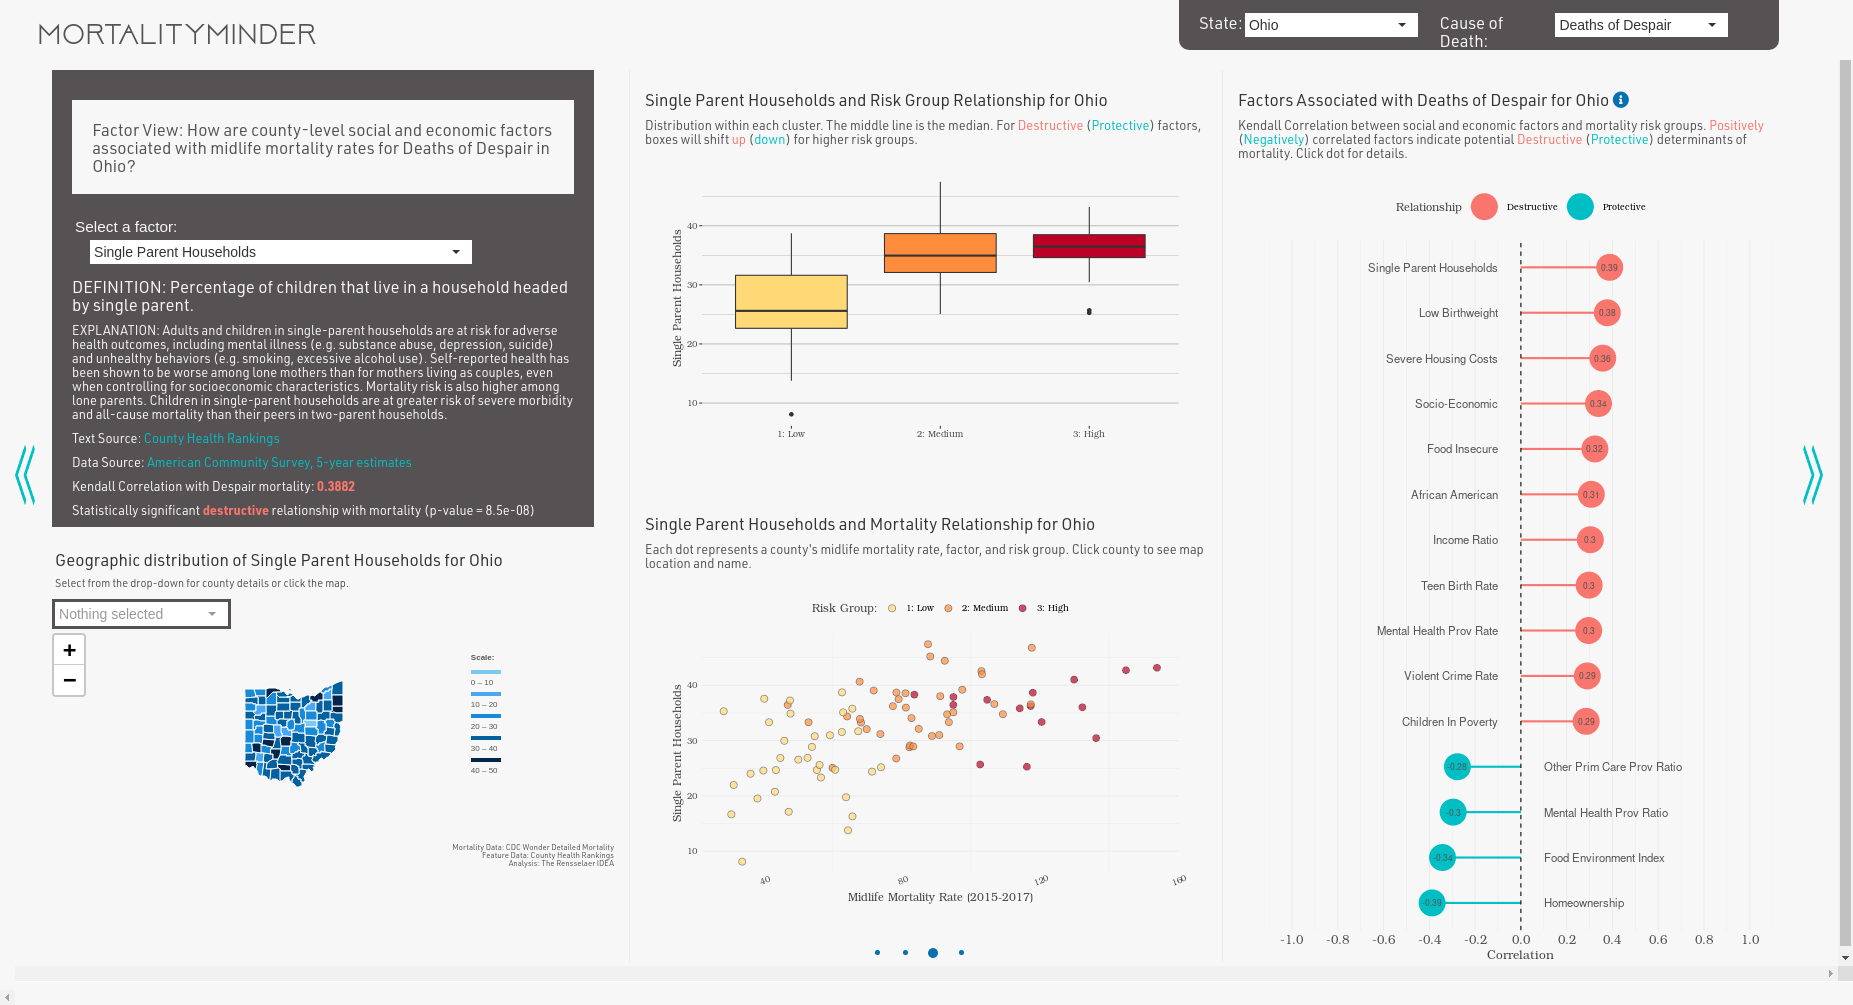 MORTALITYMINDER
State:
Ohio
Cause of
Death:
Deaths of Despair
Factor View: How are county-level social and economic factors
associated with midlife mortality rates for Deaths of Despair in
Ohio?
Select a factor:
Single Parent Households
DEFINITION: Percentage of children that live in a household headed
by single parent.
EXPLANATION: Adults and children in single-parent households are at risk for adverse
health outcomes, including mental illness (e.g. substance abuse, depression, suicide)
and unhealthy behaviors (e.g. smoking, excessive alcohol use). Self-reported health has
been shown to be worse among lone mothers than for mothers living as couples, even
when controlling for socioeconomic characteristics. Mortality risk is also higher among
lone parents. Children in single-parent households are at greater risk of severe morbidity
and all-cause mortality than their peers in two-parent households.
Text Source: County Health Rankings
Data Source: American Community Survey, 5-year estimates
Kendall Correlation with Despair mortality: 0.3882
Statistically significant destructive relationship with mortality (p-value = 8.5e-08)
Geographic distribution of Single Parent Households for Ohio
Select from the drop-down for county details or click the map.
Nothing selected
+
−
Scale:
0 – 10
10 – 20
20 – 30
30 – 40
40 – 50
Mortality Data: CDC Wonder Detailed Mortality
Feature Data: County Health Rankings
Analysis: The Rensselaer IDEA
Single Parent Households and Risk Group Relationship for Ohio
Distribution within each cluster. The middle line is the median. For Destructive (Protective) factors,
boxes will shift up (down) for higher risk groups.
Single Parent Households
40
30
20
10
1: Low
2: Medium
3: High
Single Parent Households and Mortality Relationship for Ohio
Each dot represents a county's midlife mortality rate, factor, and risk group. Click county to see map
location and name.
Risk Group:
1: Low
2: Medium
3: High
Single Parent Households
40
30
20
10
40
80
120
160
Midlife Mortality Rate (2015-2017)
Factors Associated with Deaths of Despair for Ohio
Kendall Correlation between social and economic factors and mortality risk groups. Positively
(Negatively) correlated factors indicate potential Destructive (Protective) determinants of
mortality. Click dot for details.
Relationship
Destructive
Protective
Single Parent Households 0.39
Low Birthweight 0.38
Severe Housing Costs 0.36
Socio-Economic 0.34
Food Insecure 0.32
African American 0.31
Income Ratio 0.3
Teen Birth Rate 0.3
Mental Health Prov Rate 0.3
Violent Crime Rate 0.29
Children In Poverty 0.29
-0.28 Other Prim Care Prov Ratio
-0.3 Mental Health Prov Ratio
-0.34 Food Environment Index
-0.39 Homeownership
-1.0
-0.8
-0.6
-0.4
-0.2
0.0
0.2
0.4
0.6
0.8
1.0
Correlation